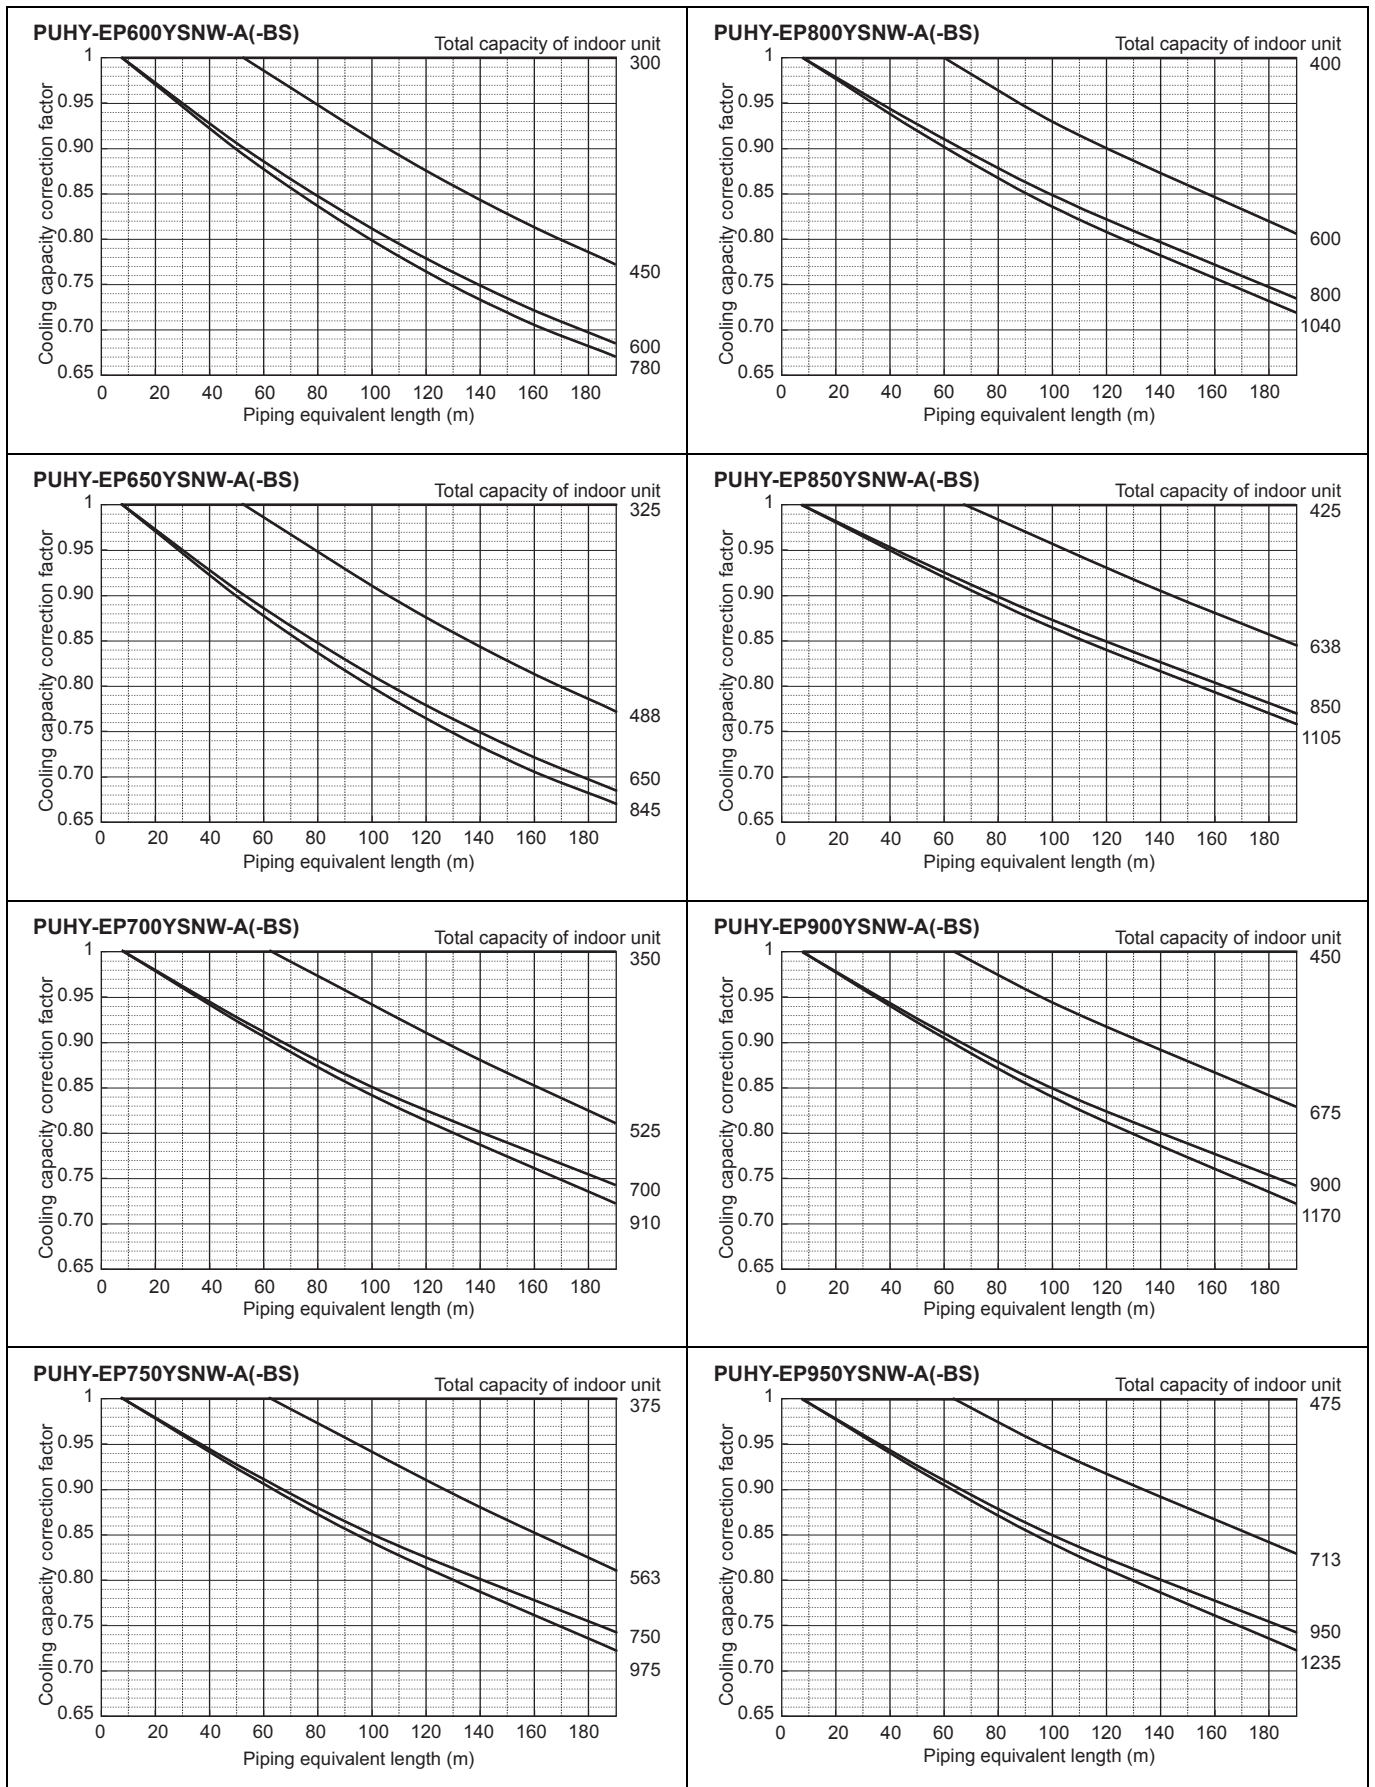 PUHY-EP600YSNW-A(-BS)
Total capacity of indoor unit
Cooling capacity correction factor
1
0.95
0.90
0.85
0.80
0.75
0.70
0.65
300
450
600
780
0 20 40 60 80 100 120 140 160 180
Piping equivalent length (m)
PUHY-EP800YSNW-A(-BS)
Total capacity of indoor unit
Cooling capacity correction factor
1
0.95
0.90
0.85
0.80
0.75
0.70
0.65
400
600
800
1040
0 20 40 60 80 100 120 140 160 180
Piping equivalent length (m)
PUHY-EP650YSNW-A(-BS)
Total capacity of indoor unit
Cooling capacity correction factor
1
0.95
0.90
0.85
0.80
0.75
0.70
0.65
325
488
650
845
0 20 40 60 80 100 120 140 160 180
Piping equivalent length (m)
PUHY-EP850YSNW-A(-BS)
Total capacity of indoor unit
Cooling capacity correction factor
1
0.95
0.90
0.85
0.80
0.75
0.70
0.65
425
638
850
1105
0 20 40 60 80 100 120 140 160 180
Piping equivalent length (m)
PUHY-EP700YSNW-A(-BS)
Total capacity of indoor unit
Cooling capacity correction factor
1
0.95
0.90
0.85
0.80
0.75
0.70
0.65
350
525
700
910
0 20 40 60 80 100 120 140 160 180
Piping equivalent length (m)
PUHY-EP900YSNW-A(-BS)
Total capacity of indoor unit
Cooling capacity correction factor
1
0.95
0.90
0.85
0.80
0.75
0.70
0.65
450
675
900
1170
0 20 40 60 80 100 120 140 160 180
Piping equivalent length (m)
PUHY-EP750YSNW-A(-BS)
Total capacity of indoor unit
Cooling capacity correction factor
1
0.95
0.90
0.85
0.80
0.75
0.70
0.65
375
563
750
975
0 20 40 60 80 100 120 140 160 180
Piping equivalent length (m)
PUHY-EP950YSNW-A(-BS)
Total capacity of indoor unit
Cooling capacity correction factor
1
0.95
0.90
0.85
0.80
0.75
0.70
0.65
475
713
950
1235
0 20 40 60 80 100 120 140 160 180
Piping equivalent length (m)